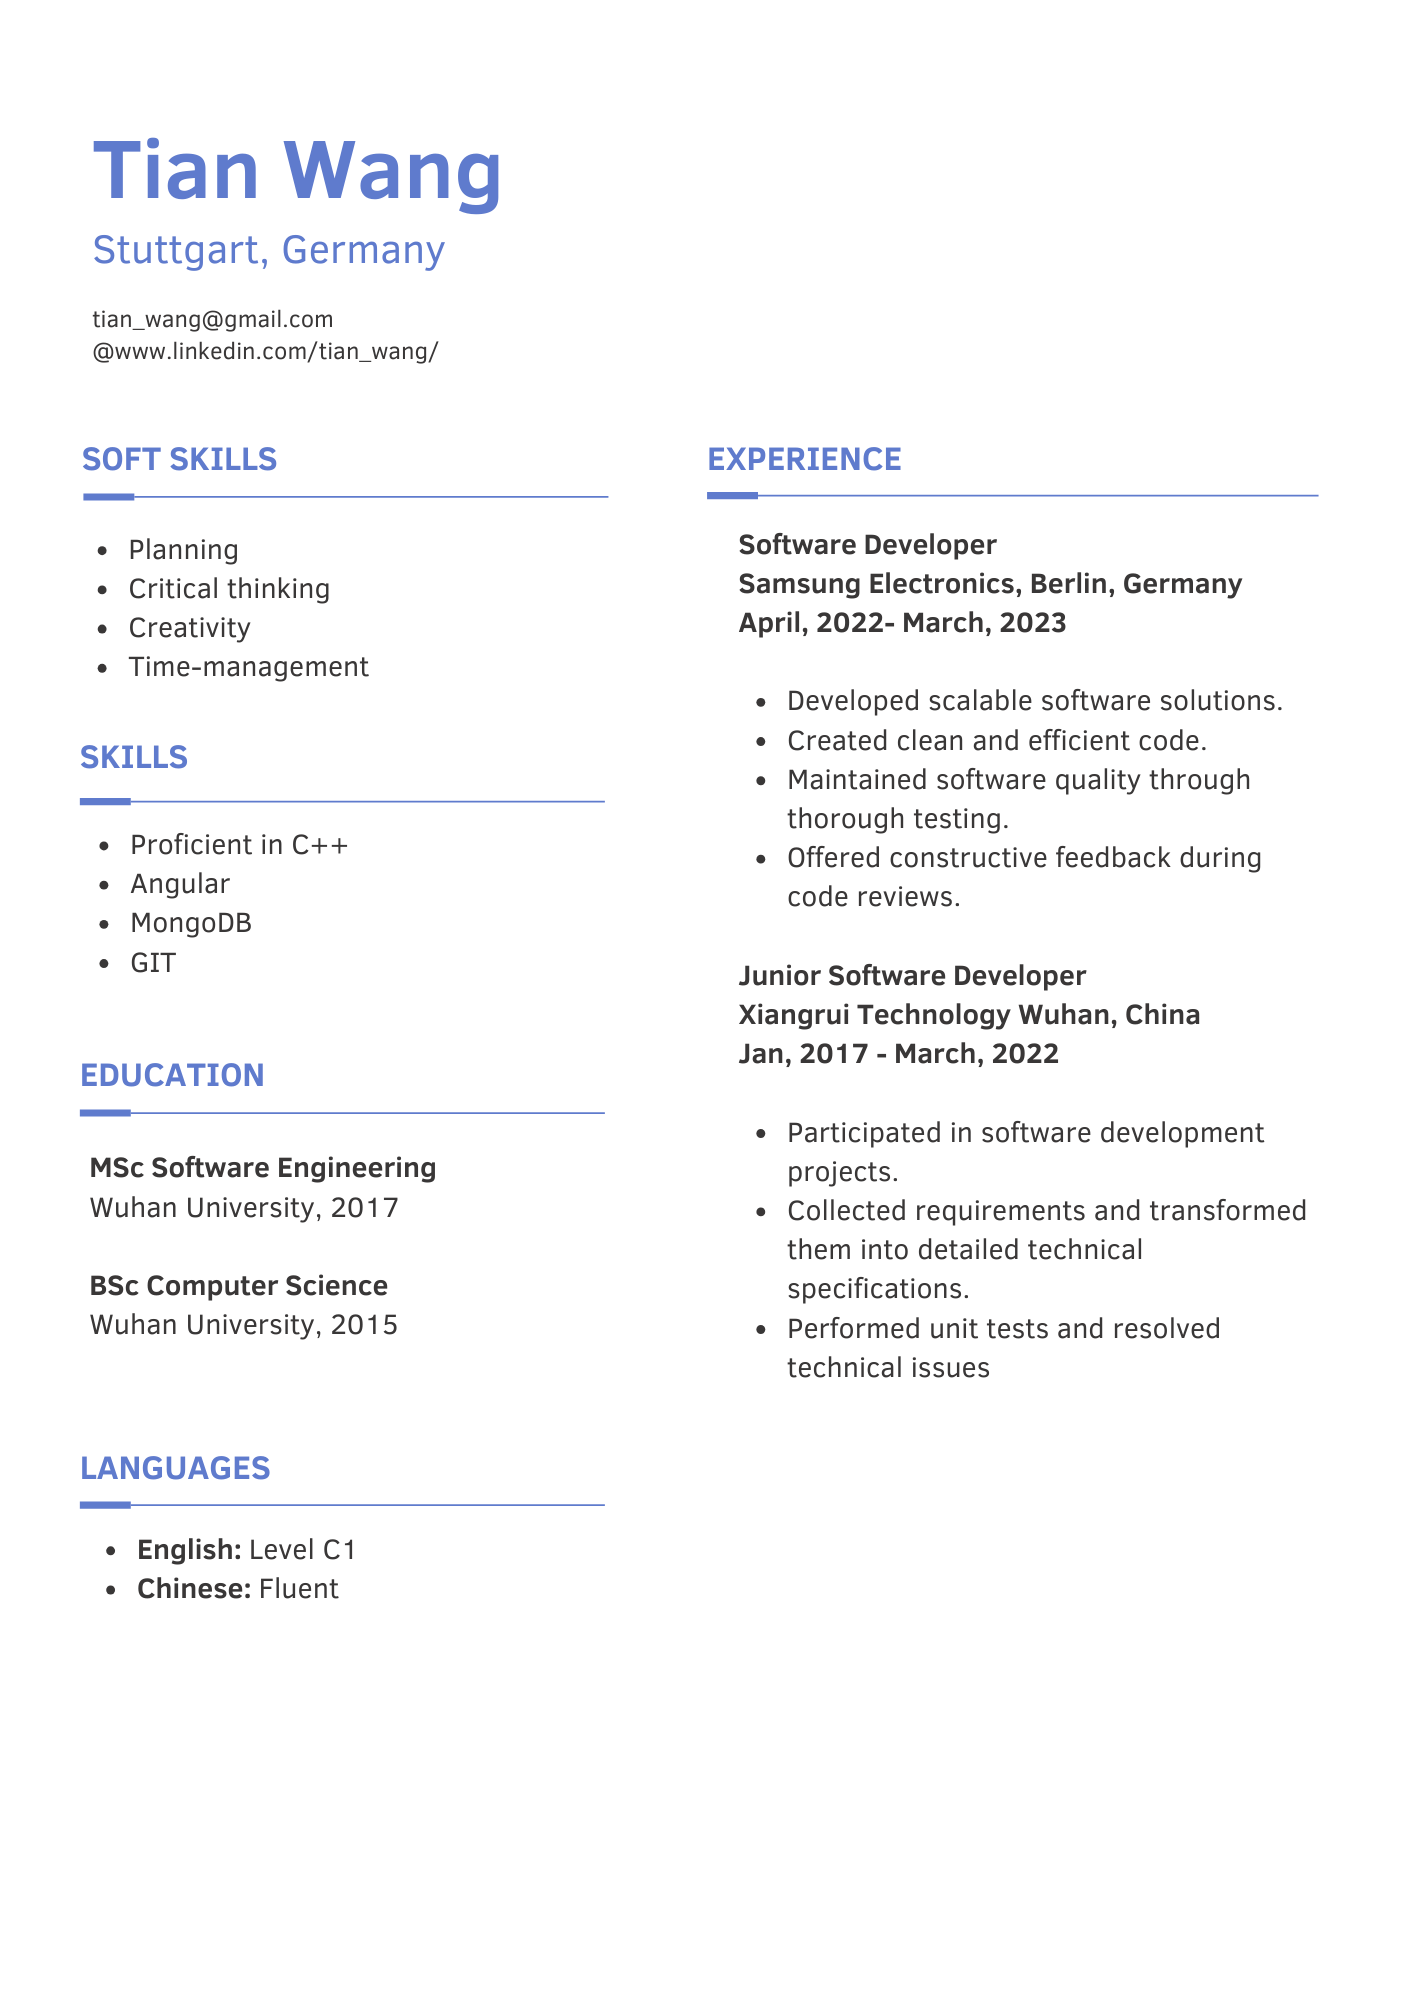 Tian Wang
Stuttgart, Germany
tian_wang@gmail.com
@www.linkedin.com/tian_wang/
SOFT SKILLS
Planning
Critical thinking
Creativity
Time-management
SKILLS
Proficient in C++
Angular
MongoDB
GIT
EDUCATION
MSc Software Engineering
Wuhan University, 2017
BSc Computer Science
Wuhan University, 2015
LANGUAGES
English: Level C1
Chinese: Fluent
EXPERIENCE
Software Developer
Samsung Electronics, Berlin, Germany
April, 2022- March, 2023
Developed scalable software solutions.
Created clean and efficient code.
Maintained software quality through
thorough testing.
Offered constructive feedback during
code reviews.
Junior Software Developer
Xiangrui Technology Wuhan, China
Jan, 2017 - March, 2022
Participated in software development
projects.
Collected requirements and transformed
them into detailed technical
specifications.
Performed unit tests and resolved
technical issues